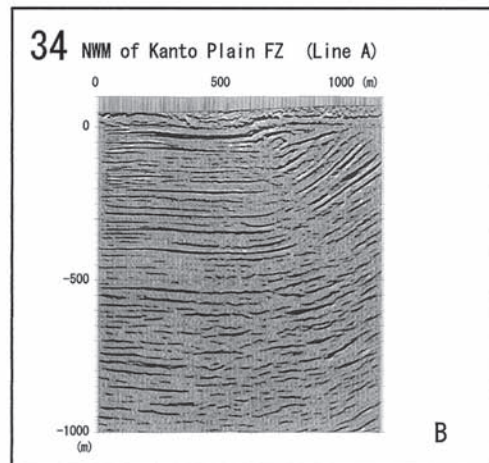 34 NWM of Kanto Plain FZ (Line A)
0 500 1000 (m)
0
-500
-1000
(m)
B